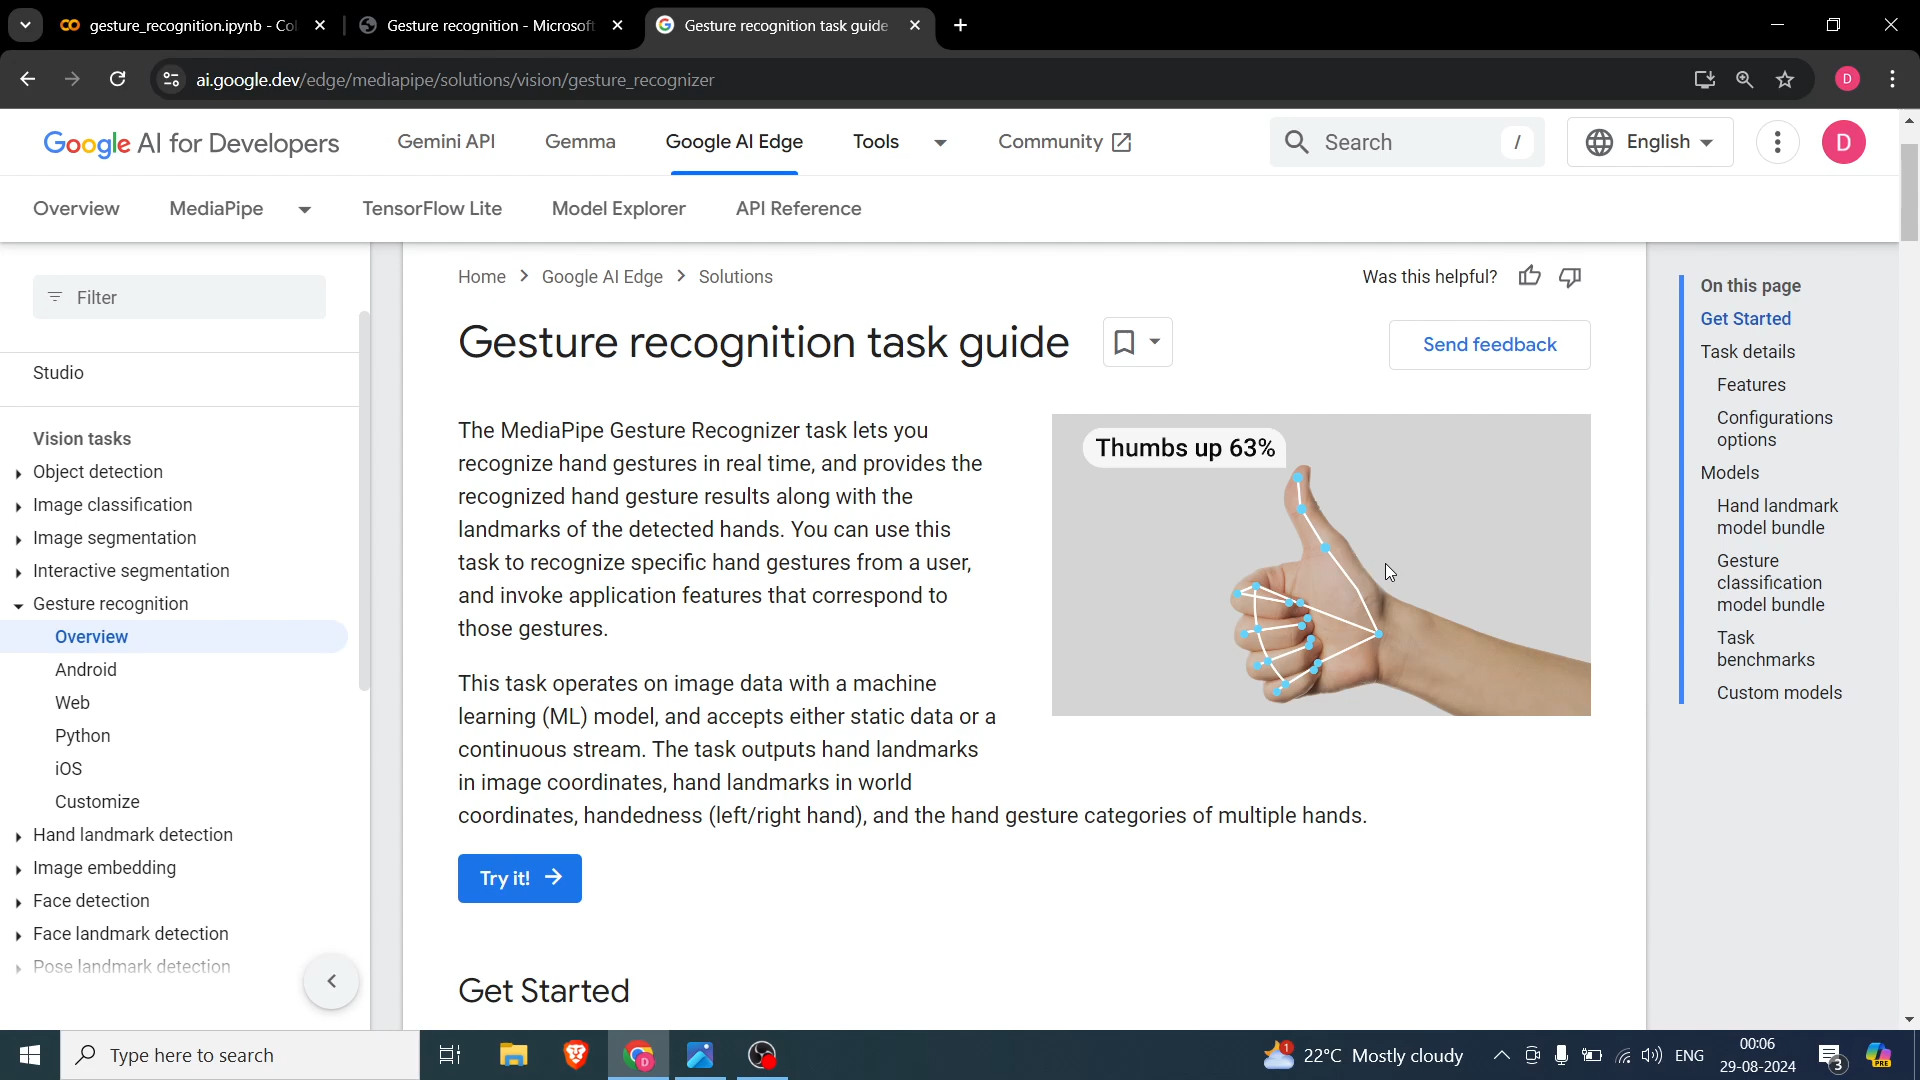 gesture_recognition.ipynb - Col
Gesture recognition - Microsoft
Gesture recognition task guide
ai.google.dev/edge/mediapipe/solutions/vision/gesture_recognizer
D
Google AI for Developers
Gemini API
Gemma
Google AI Edge
Tools
Community
Search
/
English
D
Overview
MediaPipe
TensorFlow Lite
Model Explorer
API Reference
Filter
Studio
Vision tasks
Object detection
Image classification
Image segmentation
Interactive segmentation
Gesture recognition
Overview
Android
Web
Python
iOS
Customize
Hand landmark detection
Image embedding
Face detection
Face landmark detection
Pose landmark detection
Home > Google AI Edge > Solutions
Was this helpful?
Gesture recognition task guide
Send feedback
The MediaPipe Gesture Recognizer task lets you
recognize hand gestures in real time, and provides the
recognized hand gesture results along with the
landmarks of the detected hands. You can use this
task to recognize specific hand gestures from a user,
and invoke application features that correspond to
those gestures.
Thumbs up 63%
This task operates on image data with a machine
learning (ML) model, and accepts either static data or a
continuous stream. The task outputs hand landmarks
in image coordinates, hand landmarks in world
coordinates, handedness (left/right hand), and the hand gesture categories of multiple hands.
Try it!
Get Started
On this page
Get Started
Task details
Features
Configurations
options
Models
Hand landmark
model bundle
Gesture
classification
model bundle
Task
benchmarks
Custom models
Type here to search
D
1
22°C Mostly cloudy
ENG
00:06
29-08-2024
3
PRE